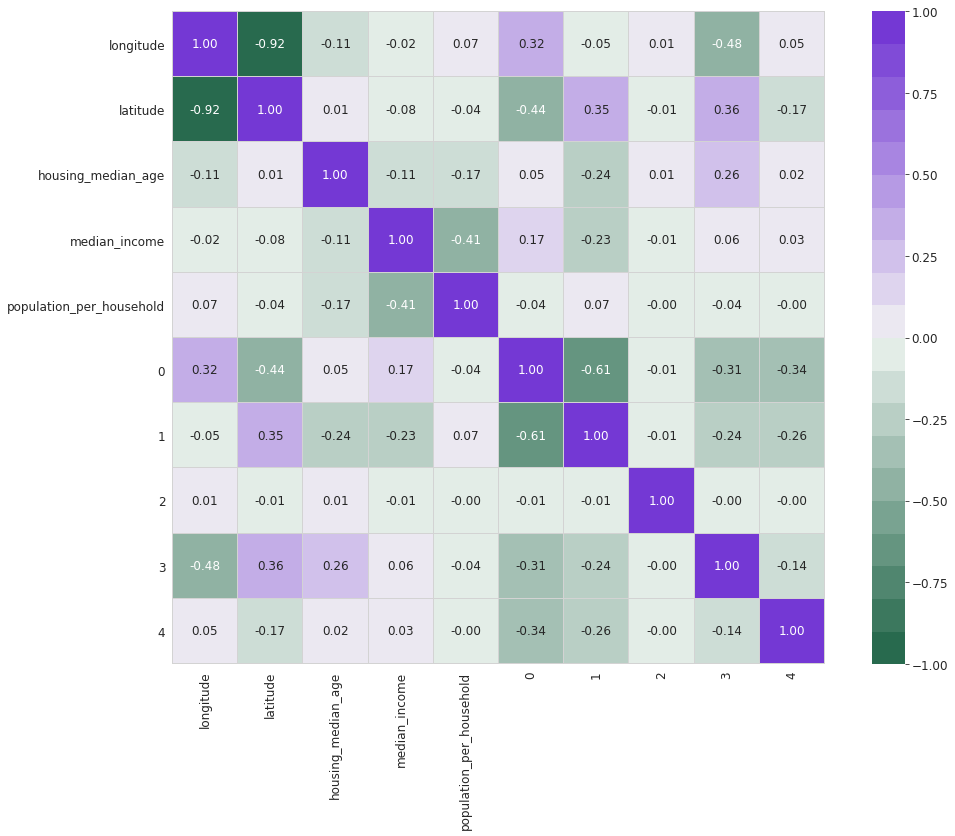 longitude 1.00 -0.92 -0.11 -0.02 0.07 0.32 -0.05 0.01 -0.48 0.05
latitude -0.92 1.00 0.01 -0.08 -0.04 -0.44 0.35 -0.01 0.36 -0.17
housing_median_age -0.11 0.01 1.00 -0.11 -0.17 0.05 -0.24 0.01 0.26 0.02
median_income -0.02 -0.08 -0.11 1.00 -0.41 0.17 -0.23 -0.01 0.06 0.03
population_per_household 0.07 -0.04 -0.17 -0.41 1.00 -0.04 0.07 -0.00 -0.04 -0.00
0 0.32 -0.44 0.05 0.17 -0.04 1.00 -0.61 -0.01 -0.31 -0.34
1 -0.05 0.35 -0.24 -0.23 0.07 -0.61 1.00 -0.01 -0.24 -0.26
2 0.01 -0.01 0.01 -0.01 -0.00 -0.01 -0.01 1.00 -0.00 -0.00
3 -0.48 0.36 0.26 0.06 -0.04 -0.31 -0.24 -0.00 1.00 -0.14
4 0.05 -0.17 0.02 0.03 -0.00 -0.34 -0.26 -0.00 -0.14 1.00
longitude
latitude
housing_median_age
median_income
population_per_household
0
1
2
3
4
1.00
0.75
0.50
0.25
0.00
−0.25
−0.50
−0.75
−1.00